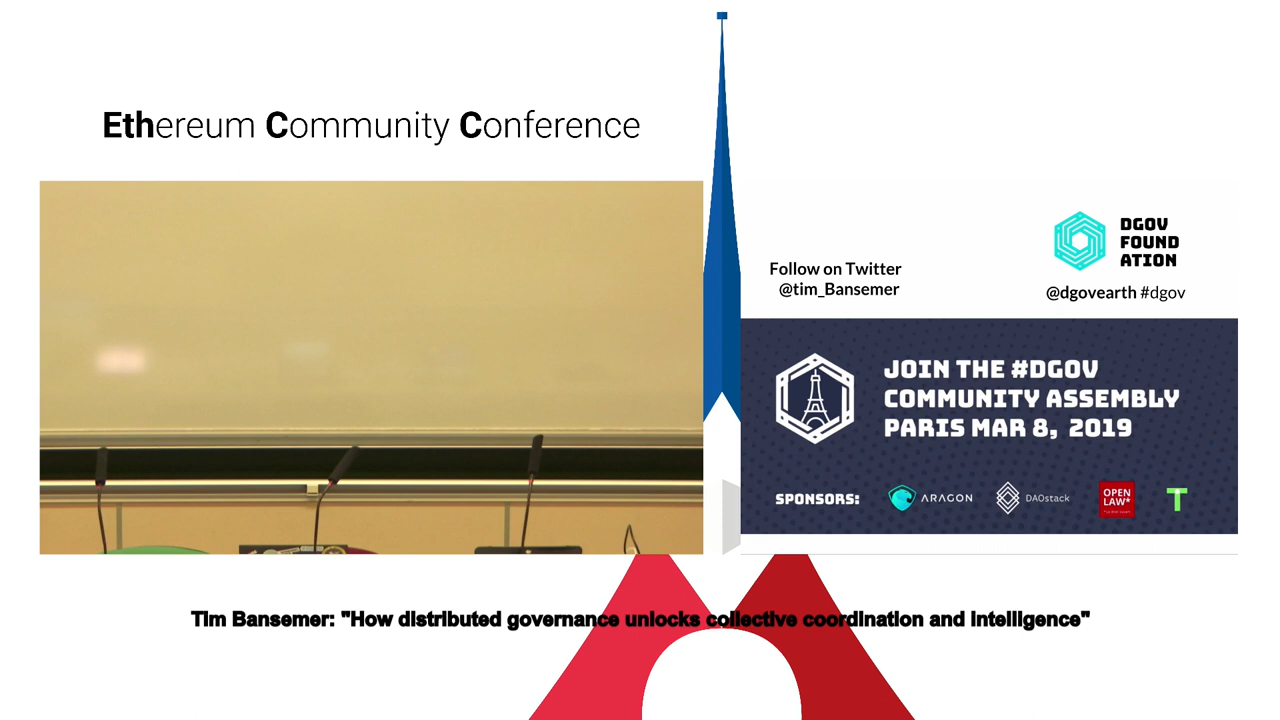 Ethereum Community Conference
DGOV
FOUND
ATION
Follow on Twitter
@tim_Bansemer
@dgovearth #dgov
JOIN THE #DGOV
COMMUNITY ASSEMBLY
PARIS MAR 8, 2019
SPONSORS:
ARAGON
DAOstack
OPEN
LAW*
Tim Bansemer: "How distributed governance unlocks collective coordination and intelligence"